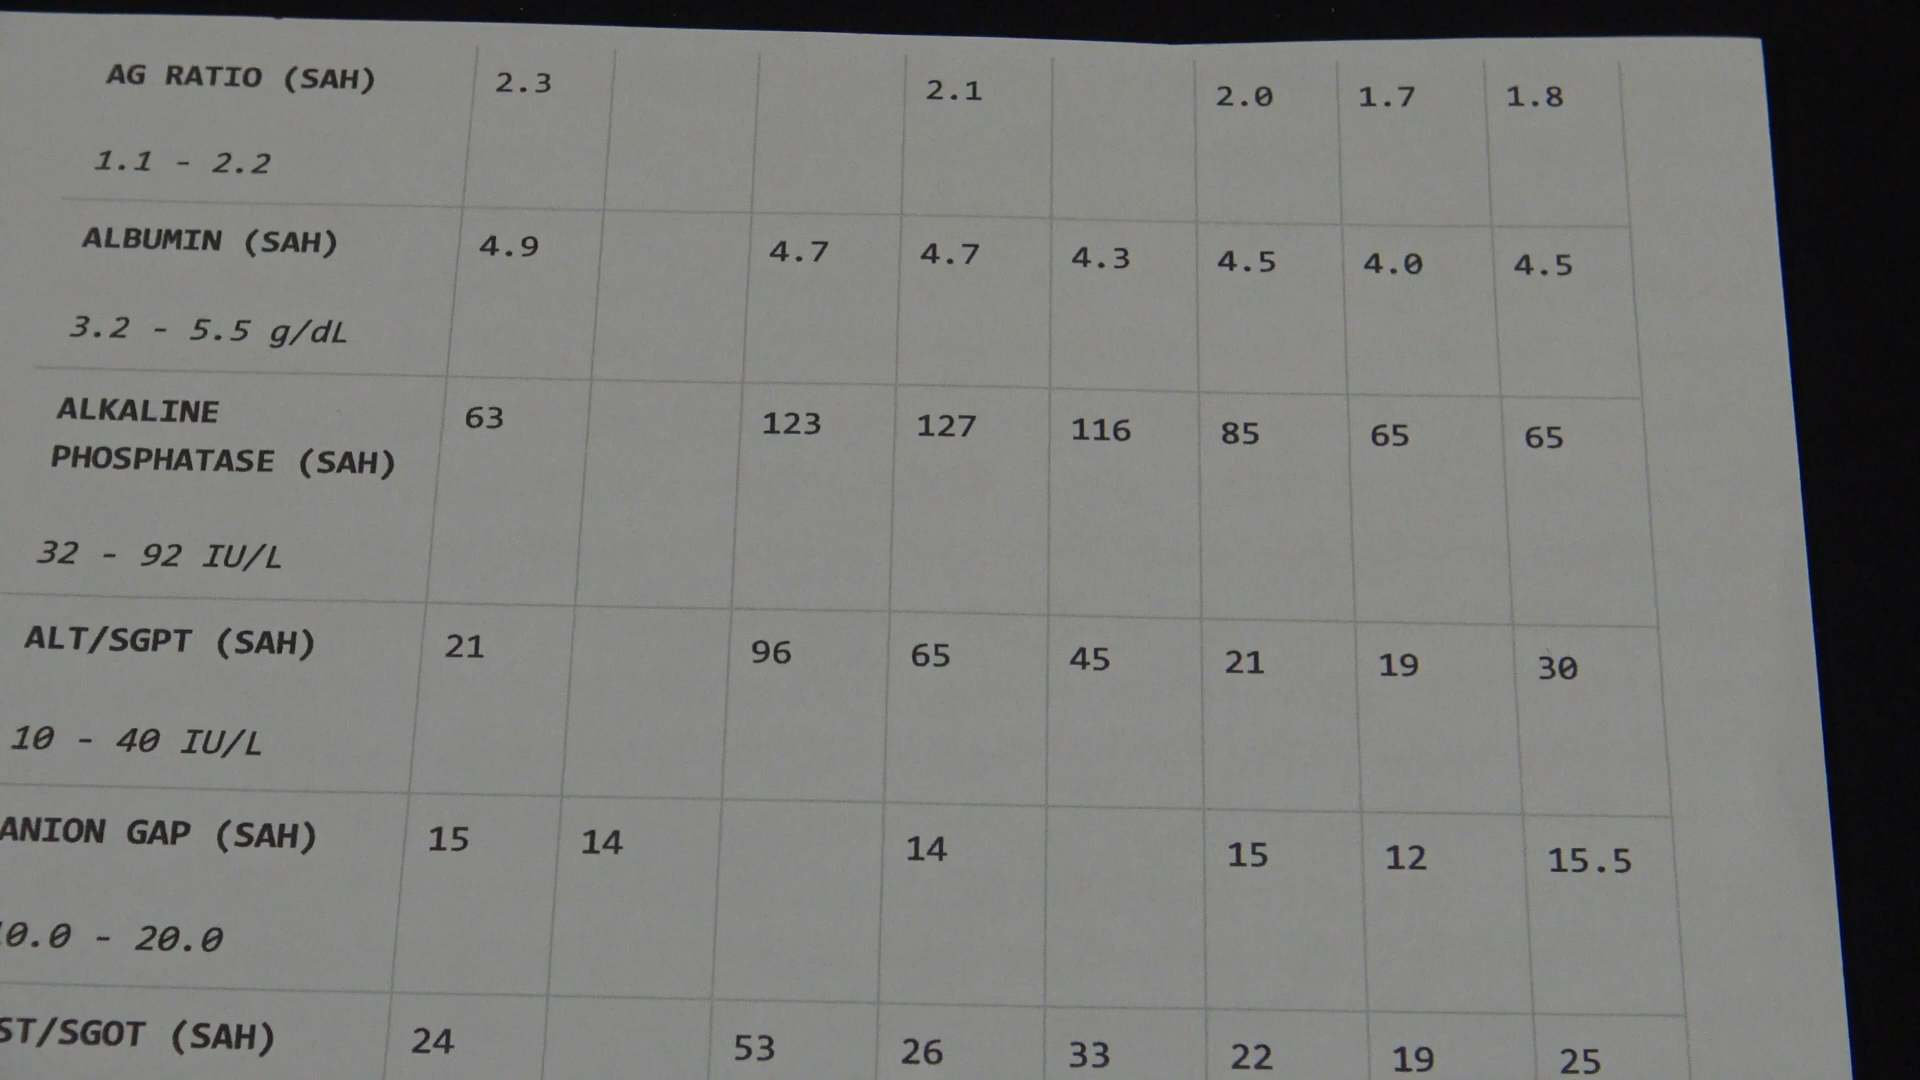 AG RATIO (SAH) 2.3 2.1 2.0 1.7 1.8
1.1 - 2.2
ALBUMIN (SAH) 4.9 4.7 4.7 4.3 4.5 4.0 4.5
3.2 - 5.5 g/dL
ALKALINE 63 123 127 116 85 65 65
PHOSPHATASE (SAH)
32 - 92 IU/L
ALT/SGPT (SAH) 21 96 65 45 21 19 30
10 - 40 IU/L
ANION GAP (SAH) 15 14 14 15 12 15.5
0.0 - 20.0
ST/SGOT (SAH) 24 53 26 33 22 19 25